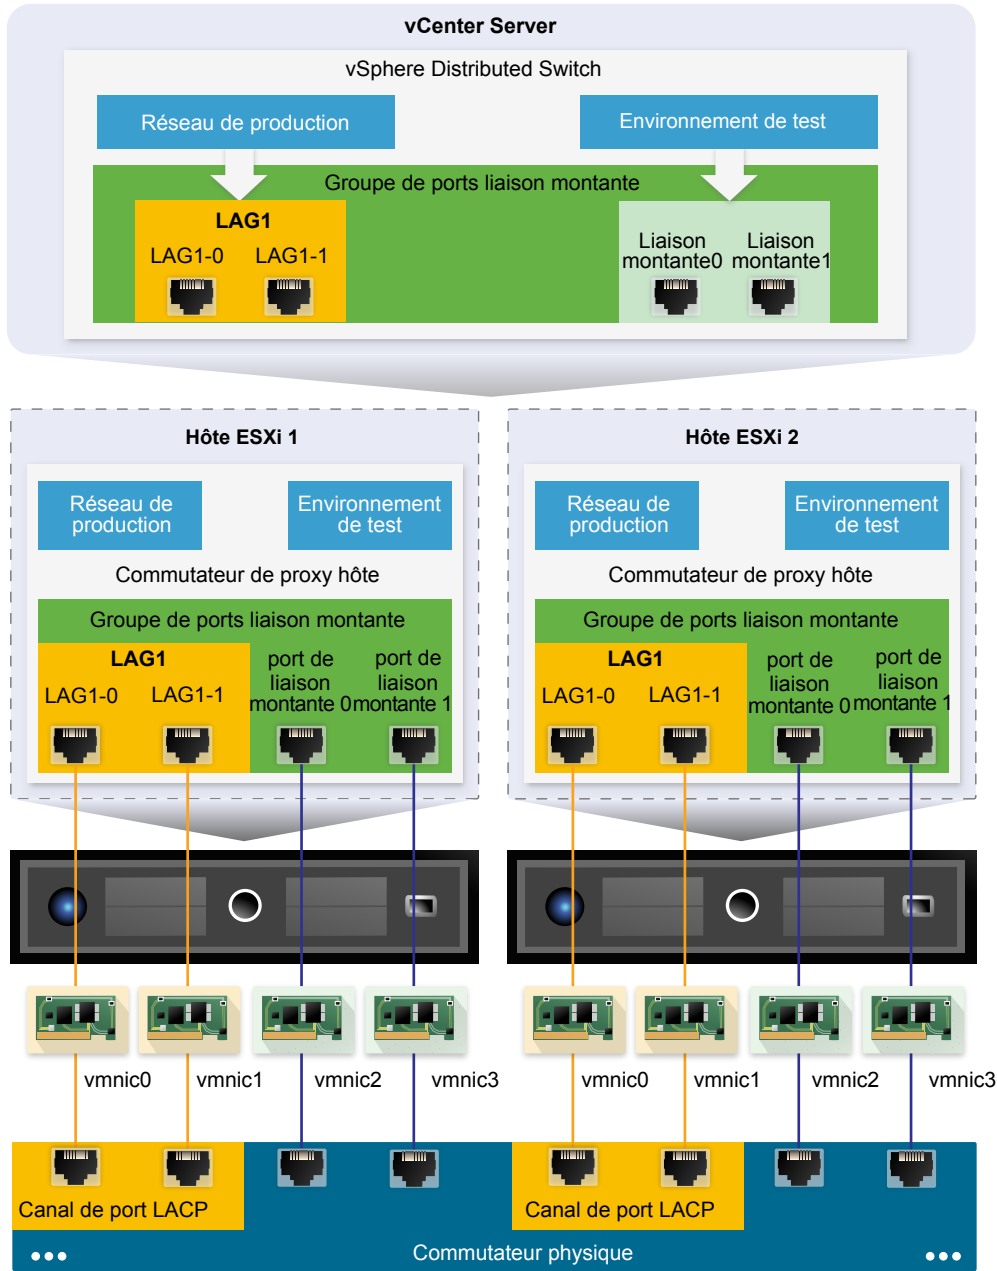 vCenter Server
vSphere Distributed Switch
Réseau de production
Environnement de test
Groupe de ports liaison montante
LAG1
LAG1-0 LAG1-1
Liaison
montante0
Liaison
montante1
Hôte ESXi 1
Réseau de
production
Environnement
de test
Commutateur de proxy hôte
Groupe de ports liaison montante
LAG1
LAG1-0 LAG1-1
port de
liaison
montante 0
port de
liaison
montante 1
Hôte ESXi 2
Réseau de
production
Environnement
de test
Commutateur de proxy hôte
Groupe de ports liaison montante
LAG1
LAG1-0 LAG1-1
port de
liaison
montante 0
port de
liaison
montante 1
vmnic0 vmnic1 vmnic2 vmnic3
vmnic0 vmnic1 vmnic2 vmnic3
Canal de port LACP
Canal de port LACP
Commutateur physique